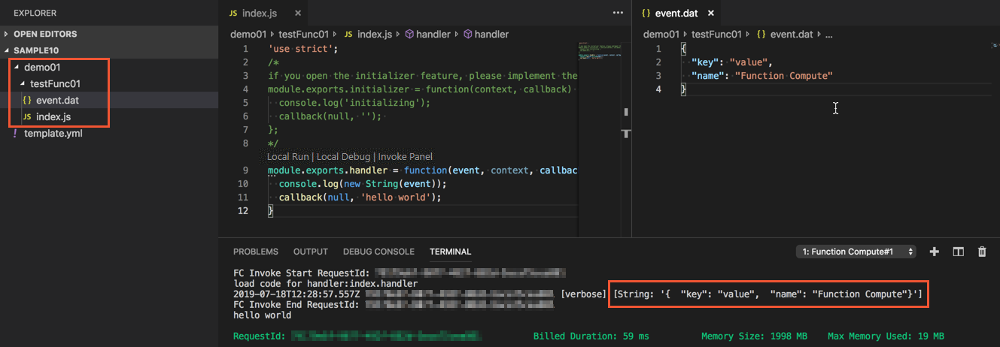 EXPLORER
OPEN EDITORS
SAMPLE10
demo01
testFunc01
{} event.dat
JS index.js
! template.yml
JS index.js ×
demo01 testFunc01 JS index.js handler handler
1 'use strict';
2 /*
3 if you open the initializer feature, please implement the
4 module.exports.initializer = function(context, callback)
5 console.log('initializing');
6 callback(null, '');
7 };
8 */
Local Run | Local Debug | Invoke Panel
9 module.exports.handler = function(event, context, callbac
10 console.log(new String(event));
11 callback(null, 'hello world');
12 }
{} event.dat ×
demo01 testFunc01 {} event.dat ...
1 {
2 "key": "value",
3 "name": "Function Compute"
4 }
PROBLEMS OUTPUT DEBUG CONSOLE TERMINAL 1: Function Compute#1
FC Invoke Start RequestId:
load code for handler:index.handler
2019-07-18T12:28:57.557Z [verbose] [String: '{  "key": "value",  "name": "Function Compute"}']
FC Invoke End RequestId:
hello world
RequestId: Billed Duration: 59 ms Memory Size: 1998 MB Max Memory Used: 19 MB